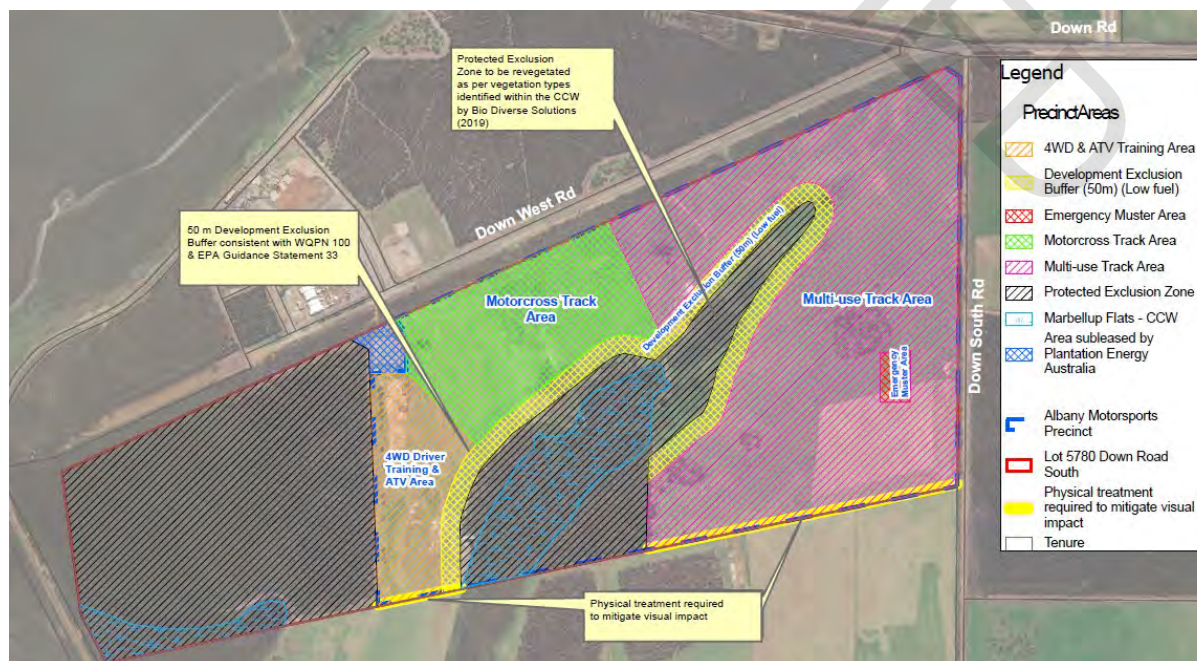 Down Rd
Protected Exclusion
Zone to be revegetated
as per vegetation types
identified within the CCW
by Bio Diverse Solutions
(2019)
50 m Development Exclusion
Buffer consistent with WQPN 100
& EPA Guidance Statement 33
Down West Rd
Development Exclusion Buffer (50m) (Low fuel)
Motorcross Track
Area
Multi-use Track Area
Emergency
Muster Area
Down South Rd
4WD Driver
Training &
ATV Area
Physical treatment required
to mitigate visual impact
Legend
PrecinctAreas
4WD & ATV Training Area
Development Exclusion
Buffer (50m) (Low fuel)
Emergency Muster Area
Motorcross Track Area
Multi-use Track Area
Protected Exclusion Zone
Marbellup Flats - CCW
Area subleased by
Plantation Energy
Australia
Albany Motorsports
Precinct
Lot 5780 Down Road
South
Physical treatment
required to mitigate visual
impact
Tenure